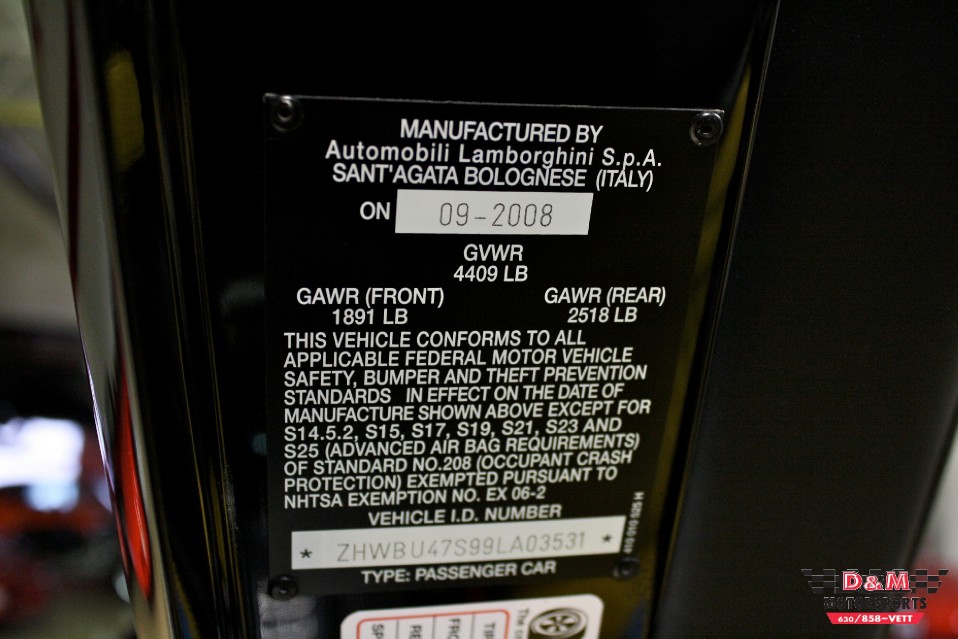 MANUFACTURED BY
Automobili Lamborghini S.p.A.
SANT'AGATA BOLOGNESE (ITALY)
ON 09-2008
GVWR
4409 LB
GAWR (FRONT) GAWR (REAR)
1891 LB 2518 LB
THIS VEHICLE CONFORMS TO ALL
APPLICABLE FEDERAL MOTOR VEHICLE
SAFETY, BUMPER AND THEFT PREVENTION
STANDARDS IN EFFECT ON THE DATE OF
MANUFACTURE SHOWN ABOVE EXCEPT FOR
S14.5.2, S15, S17, S19, S21, S23 AND
S25 (ADVANCED AIR BAG REQUIREMENTS)
OF STANDARD NO.208 (OCCUPANT CRASH
PROTECTION) EXEMPTED PURSUANT TO
NHTSA EXEMPTION NO. EX 06-2
VEHICLE I.D. NUMBER
* ZHWBU47S99LA03531 *
TYPE: PASSENGER CAR
410 010 525 H
D&M
MOTORSPORTS
630/858-VETT